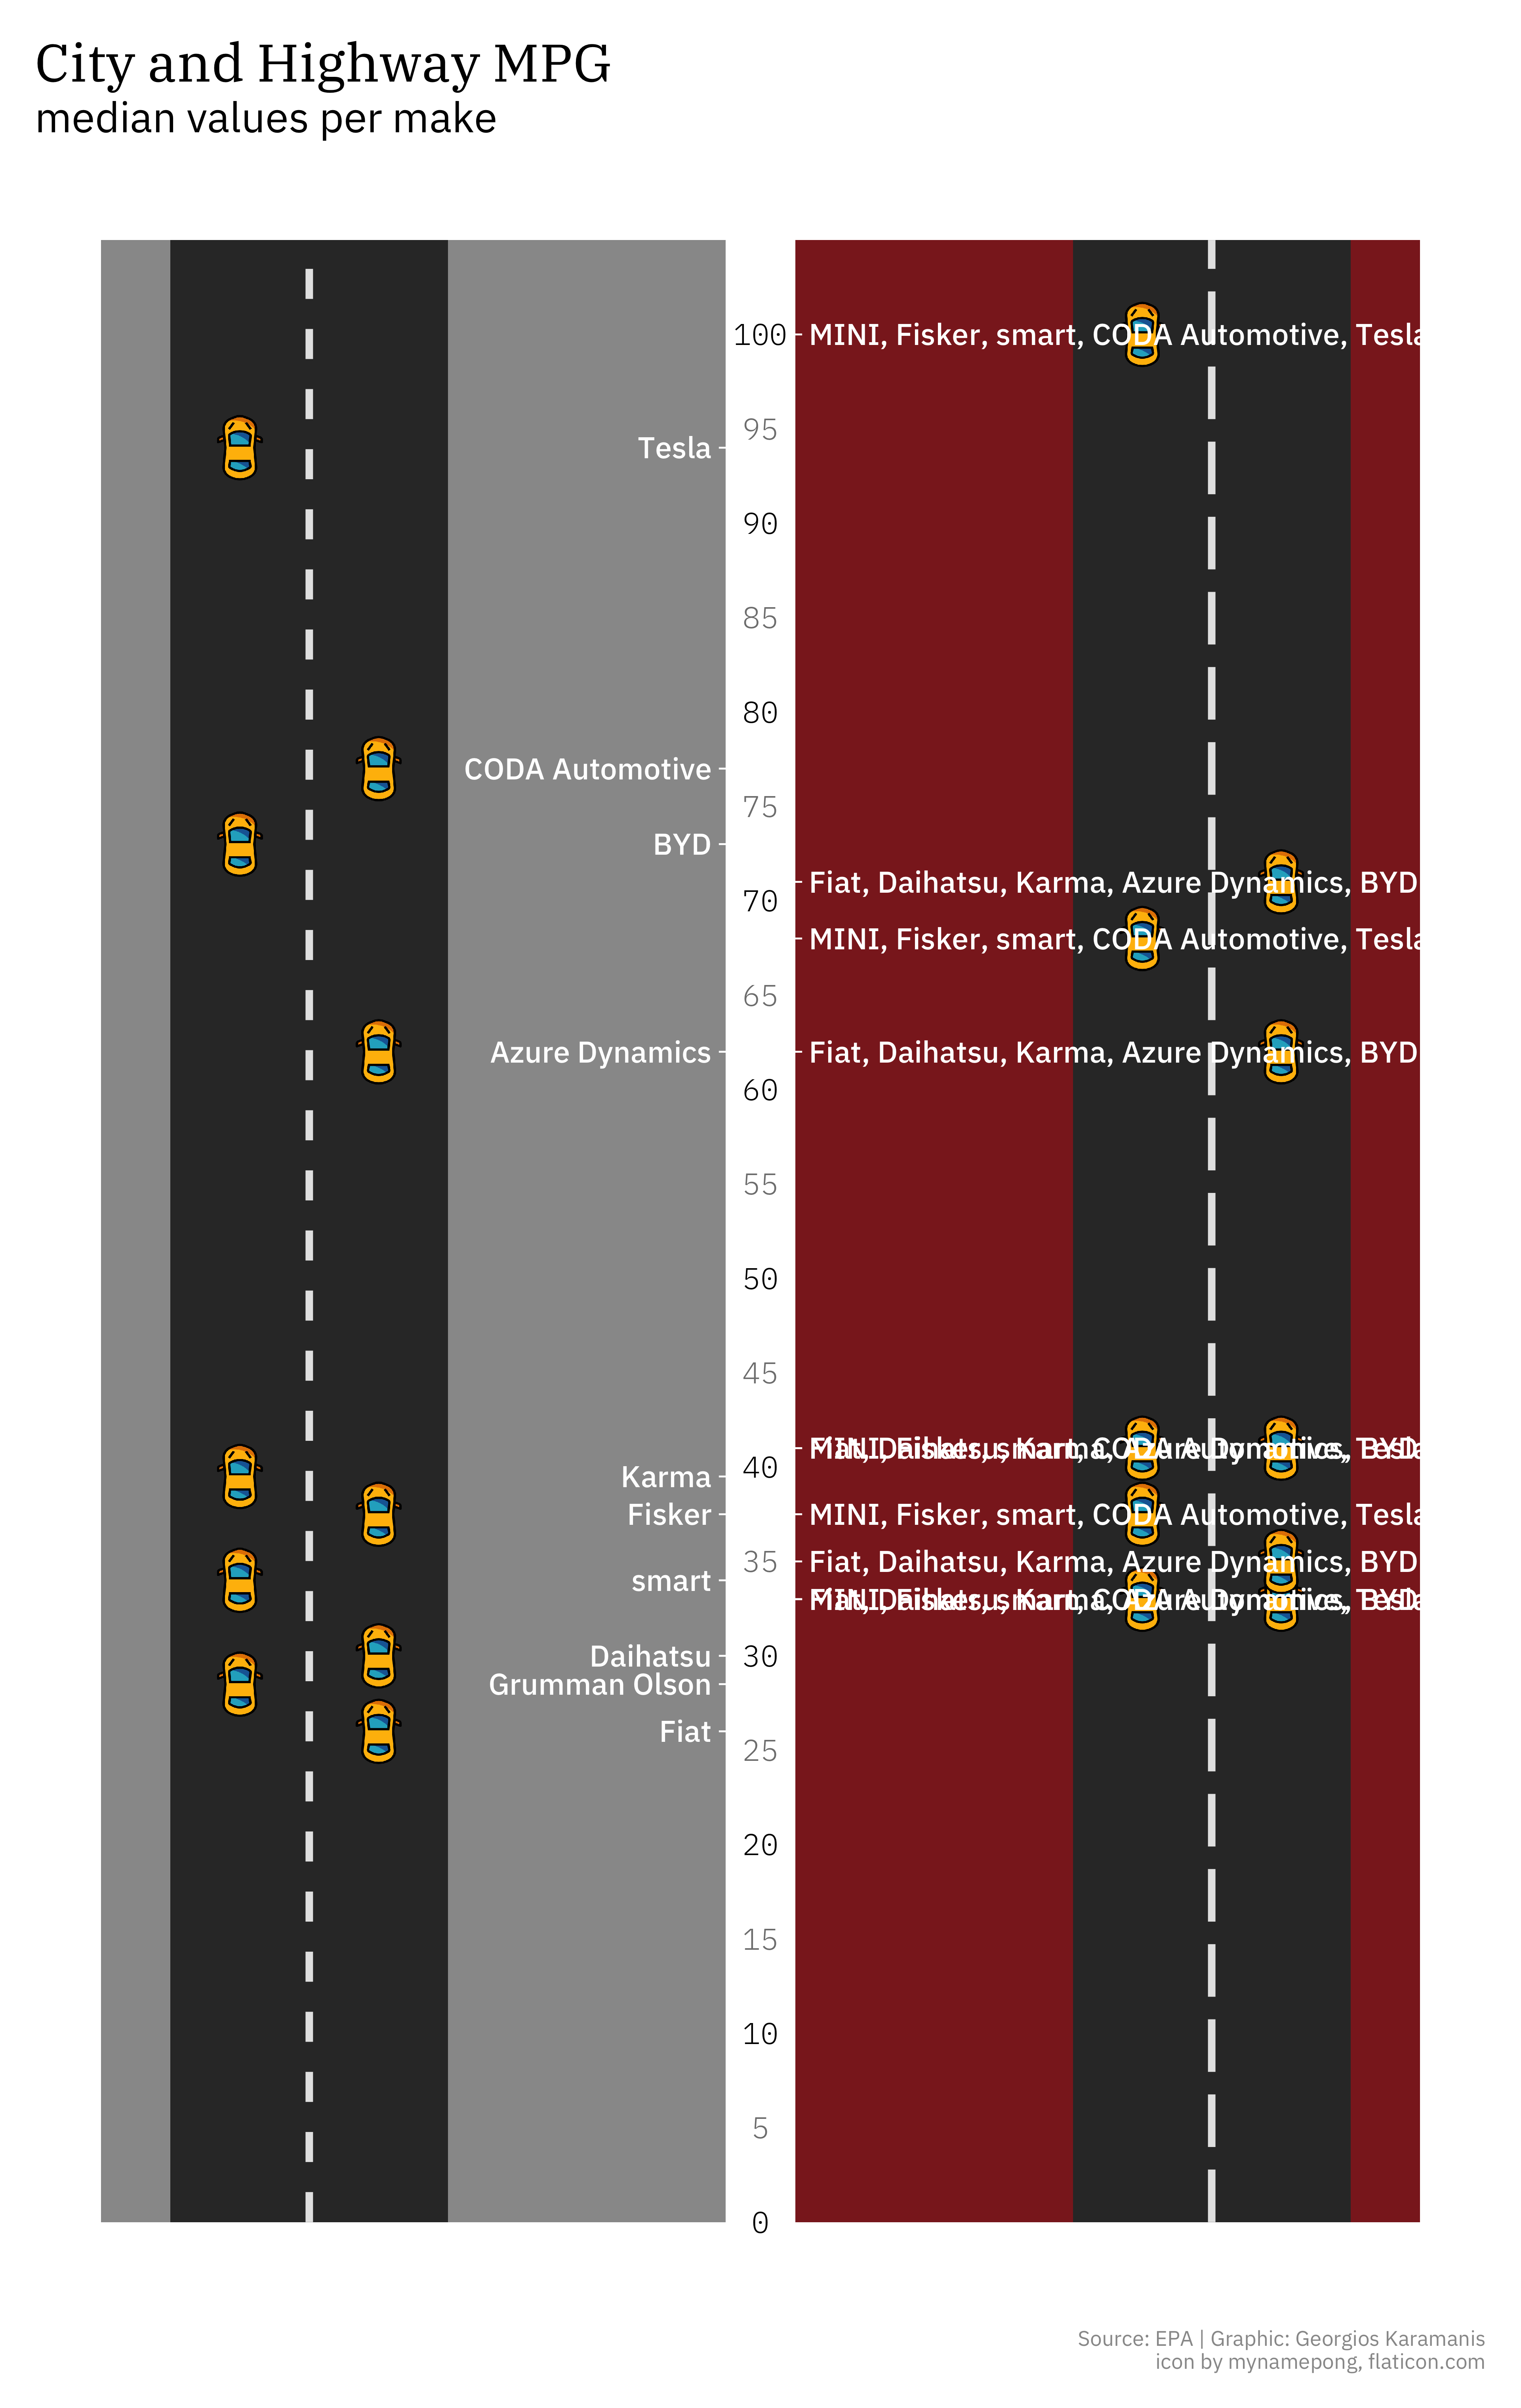 City and Highway MPG
median values per make
100
MINI, Fisker, smart, CODA Automotive, Tesla
95
Tesla
90
85
80
CODA Automotive
75
BYD
Fiat, Daihatsu, Karma, Azure Dynamics, BYD
70
MINI, Fisker, smart, CODA Automotive, Tesla
65
Azure Dynamics
Fiat, Daihatsu, Karma, Azure Dynamics, BYD
60
55
50
45
40
Karma
Fisker
MINI, Fisker, smart, CODA Automotive, Tesla
35
Fiat, Daihatsu, Karma, Azure Dynamics, BYD
smart
30
Daihatsu
Grumman Olson
Fiat
25
20
15
10
5
0
Source: EPA | Graphic: Georgios Karamanis
icon by mynamepong, flaticon.com